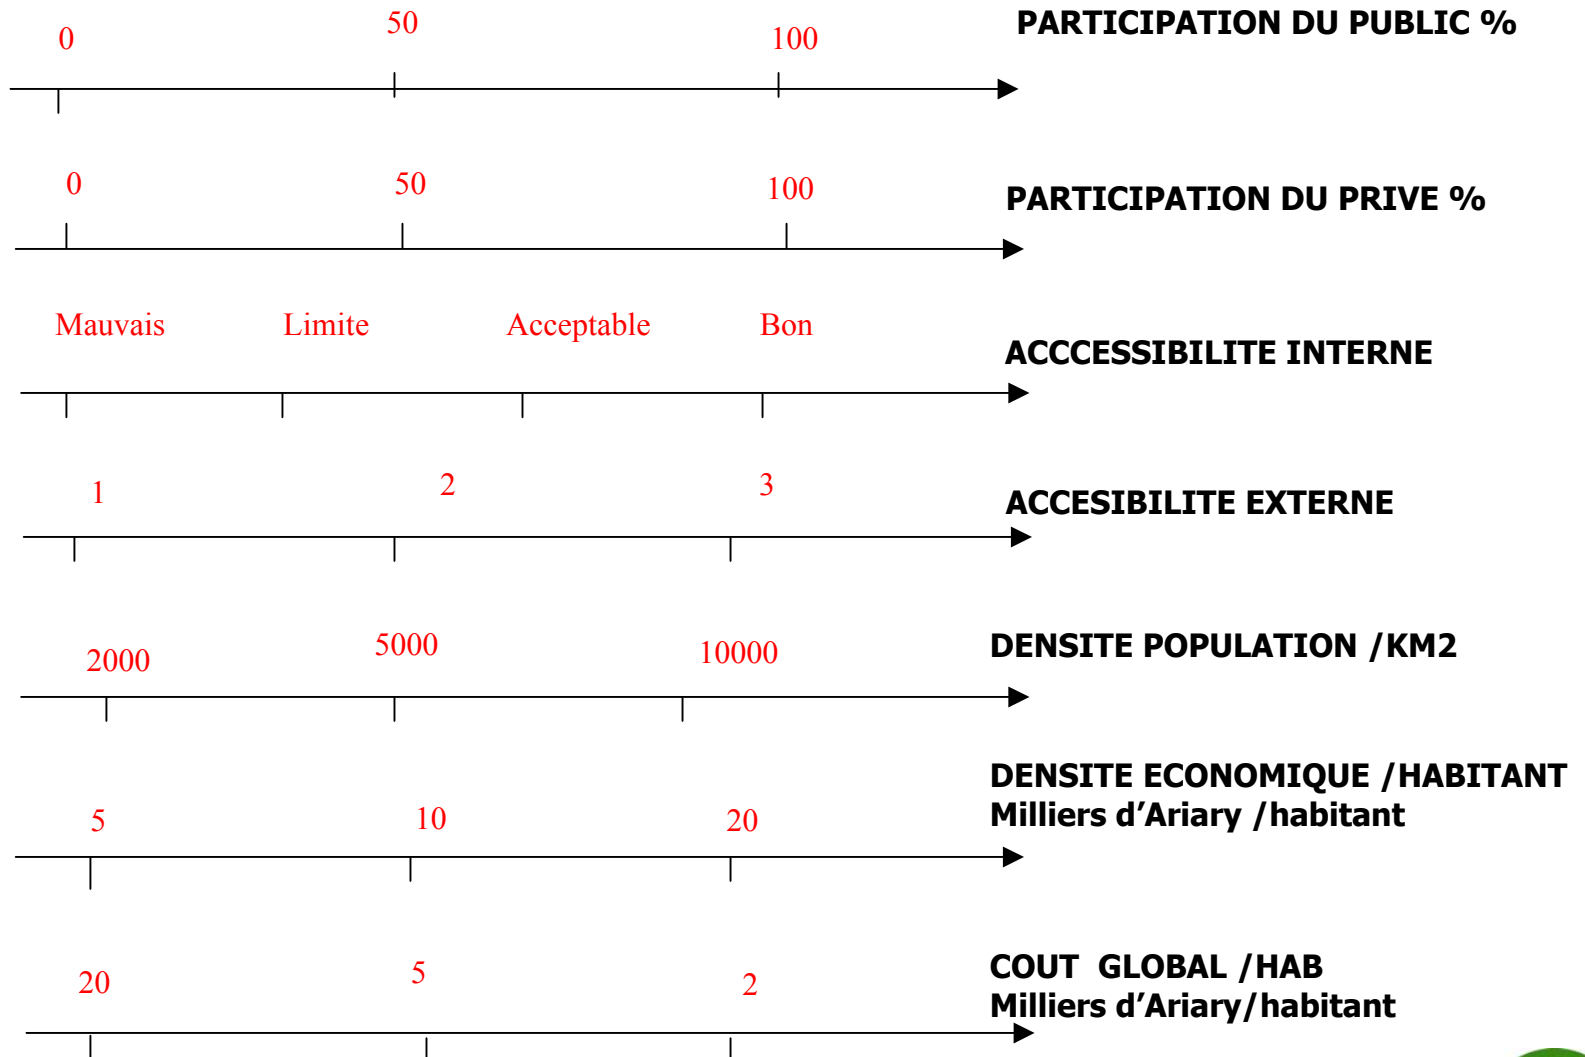 0 50 100 PARTICIPATION DU PUBLIC %
0 50 100 PARTICIPATION DU PRIVE %
Mauvais Limite Acceptable Bon ACCCESSIBILITE INTERNE
1 2 3 ACCESIBILITE EXTERNE
2000 5000 10000 DENSITE POPULATION /KM2
5 10 20 DENSITE ECONOMIQUE /HABITANT
Milliers d’Ariary /habitant
20 5 2 COUT GLOBAL /HAB
Milliers d’Ariary/habitant